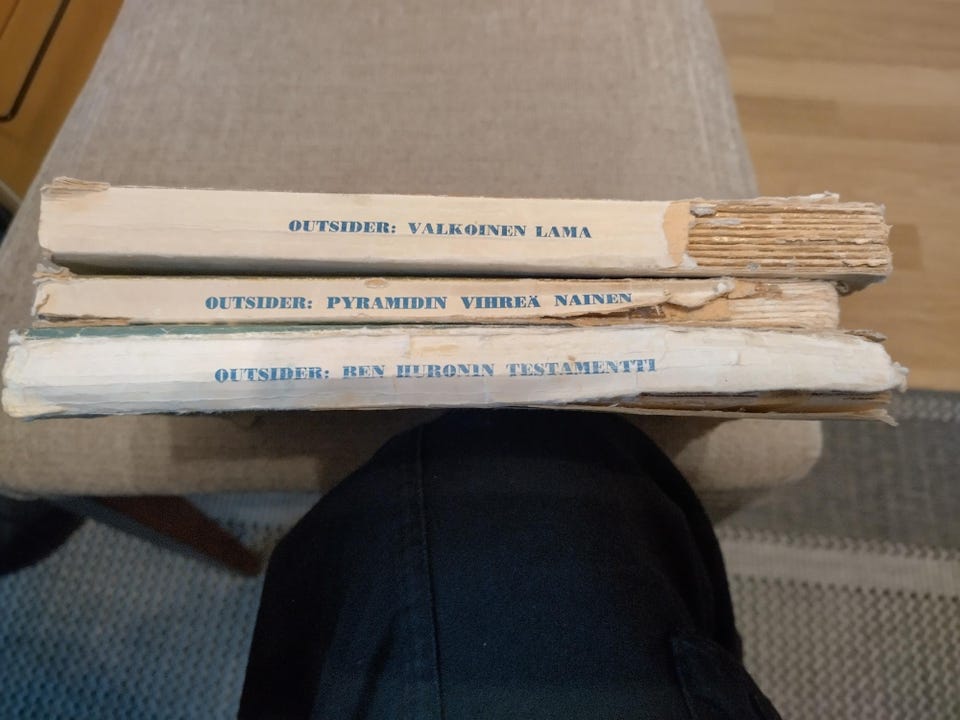 OUTSIDER: VALKOINEN LAMA
OUTSIDER: PYRAMIDIN VIHREÄ NAINEN
OUTSIDER: BEN HURONIN TESTAMENTTI